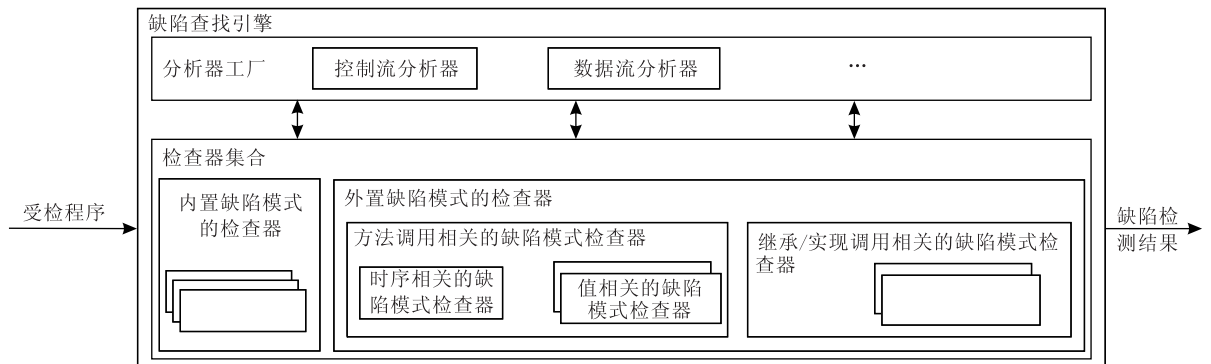 缺陷查找引擎
分析器工厂
控制流分析器
数据流分析器
…
检查器集合
内置缺陷模式
的检查器
外置缺陷模式的检查器
方法调用相关的缺陷模式检查器
时序相关的缺
陷模式检查器
值相关的缺陷
模式检查器
继承/实现调用相关的缺陷模式检
查器
受检程序
缺陷检
测结果